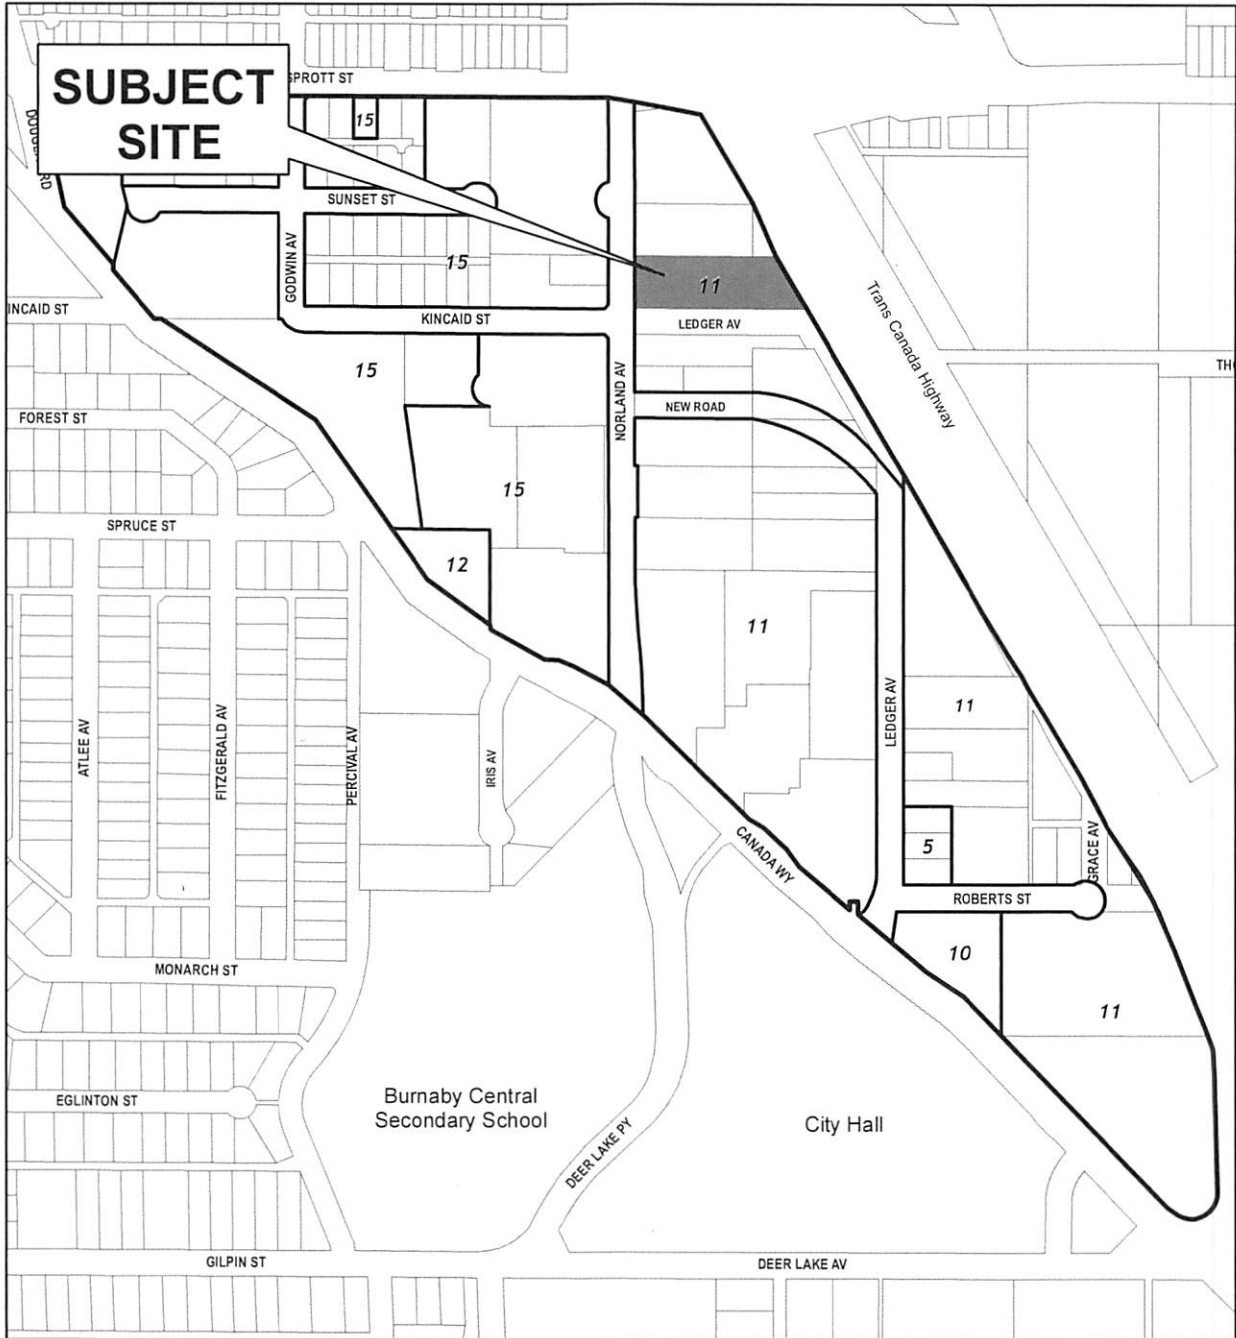 SUBJECT
SITE
SPROTT ST
15
SUNSET ST
GODWIN AV
15
11
INCAID ST
KINCAID ST
LEDGER AV
Trans Canada Highway
15
NORLAND AV
NEW ROAD
FOREST ST
15
SPRUCE ST
12
11
ATLEE AV
FITZGERALD AV
PERCIVAL AV
IRIS AV
LEDGER AV
11
CANADA WY
5
GRACE AV
ROBERTS ST
10
11
MONARCH ST
EGLINTON ST
Burnaby Central
Secondary School
City Hall
DEER LAKE PY
GILPIN ST
DEER LAKE AV